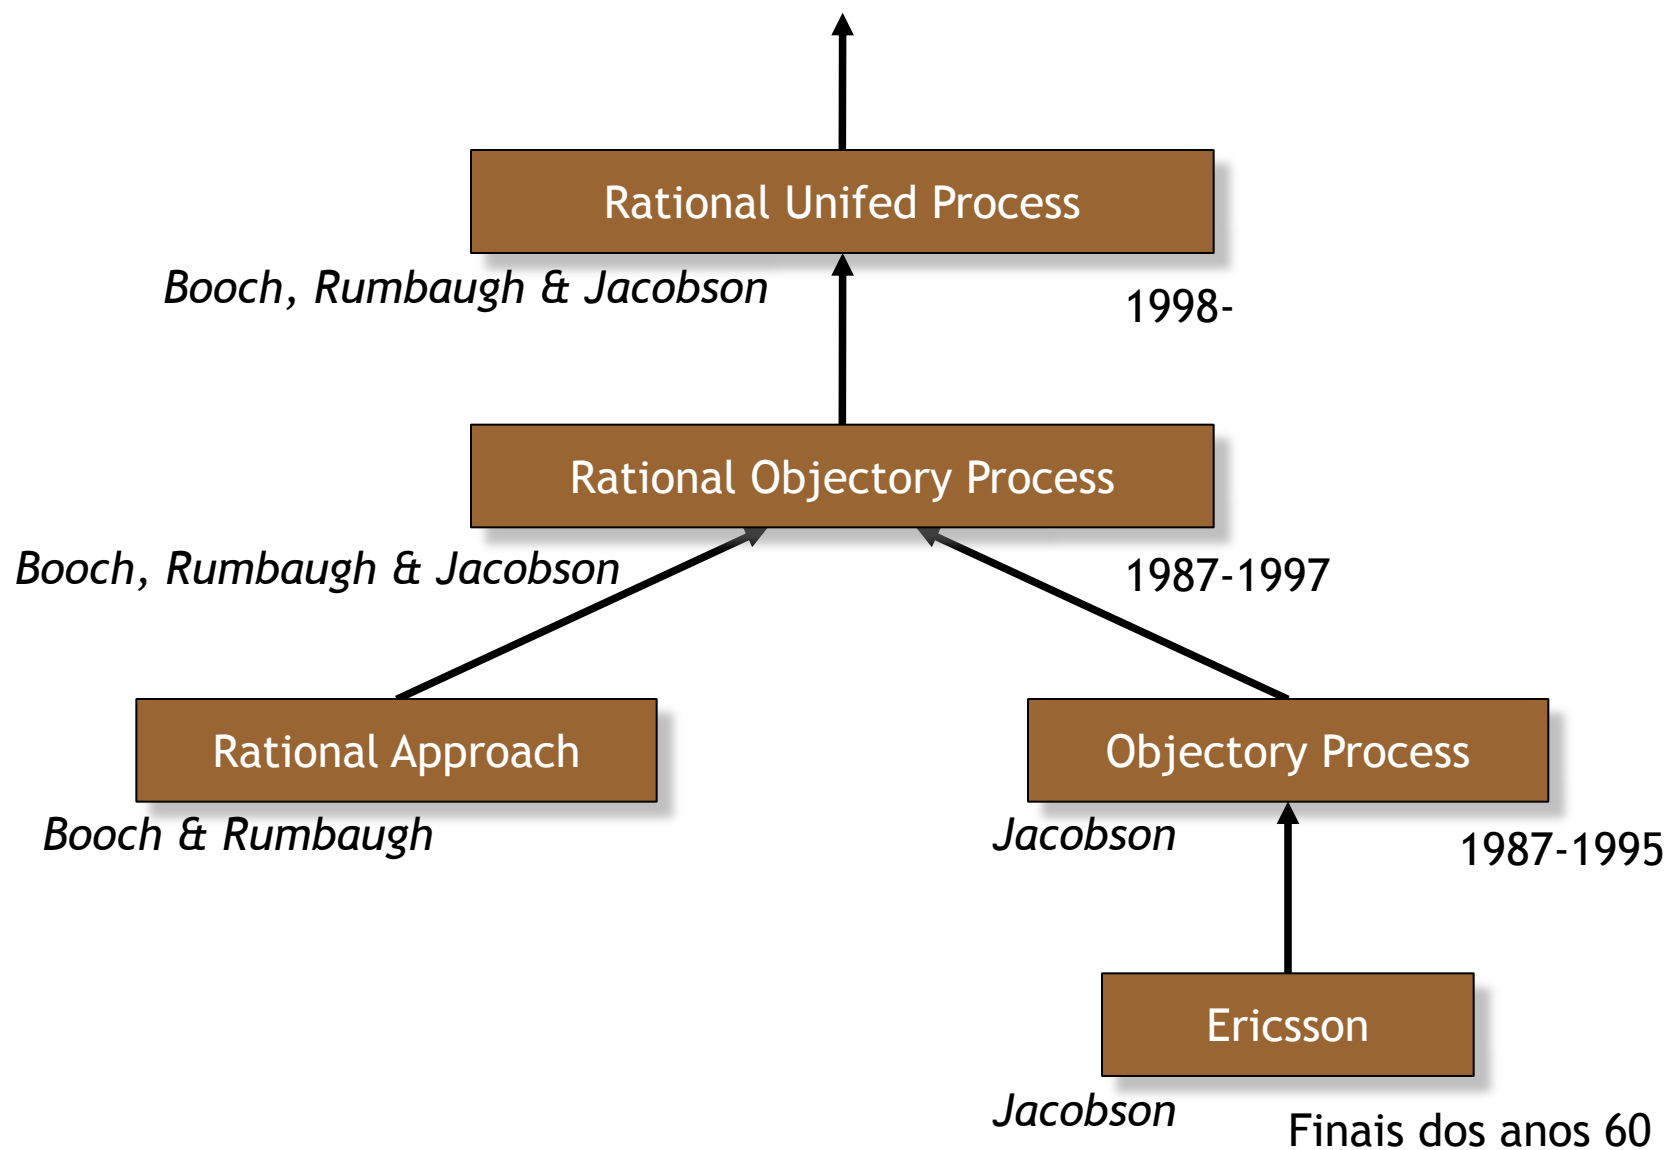 Rational Unifed Process
Booch, Rumbaugh & Jacobson
1998-
Rational Objectory Process
Booch, Rumbaugh & Jacobson
1987-1997
Rational Approach
Objectory Process
Booch & Rumbaugh
Jacobson
1987-1995
Ericsson
Jacobson
Finais dos anos 60